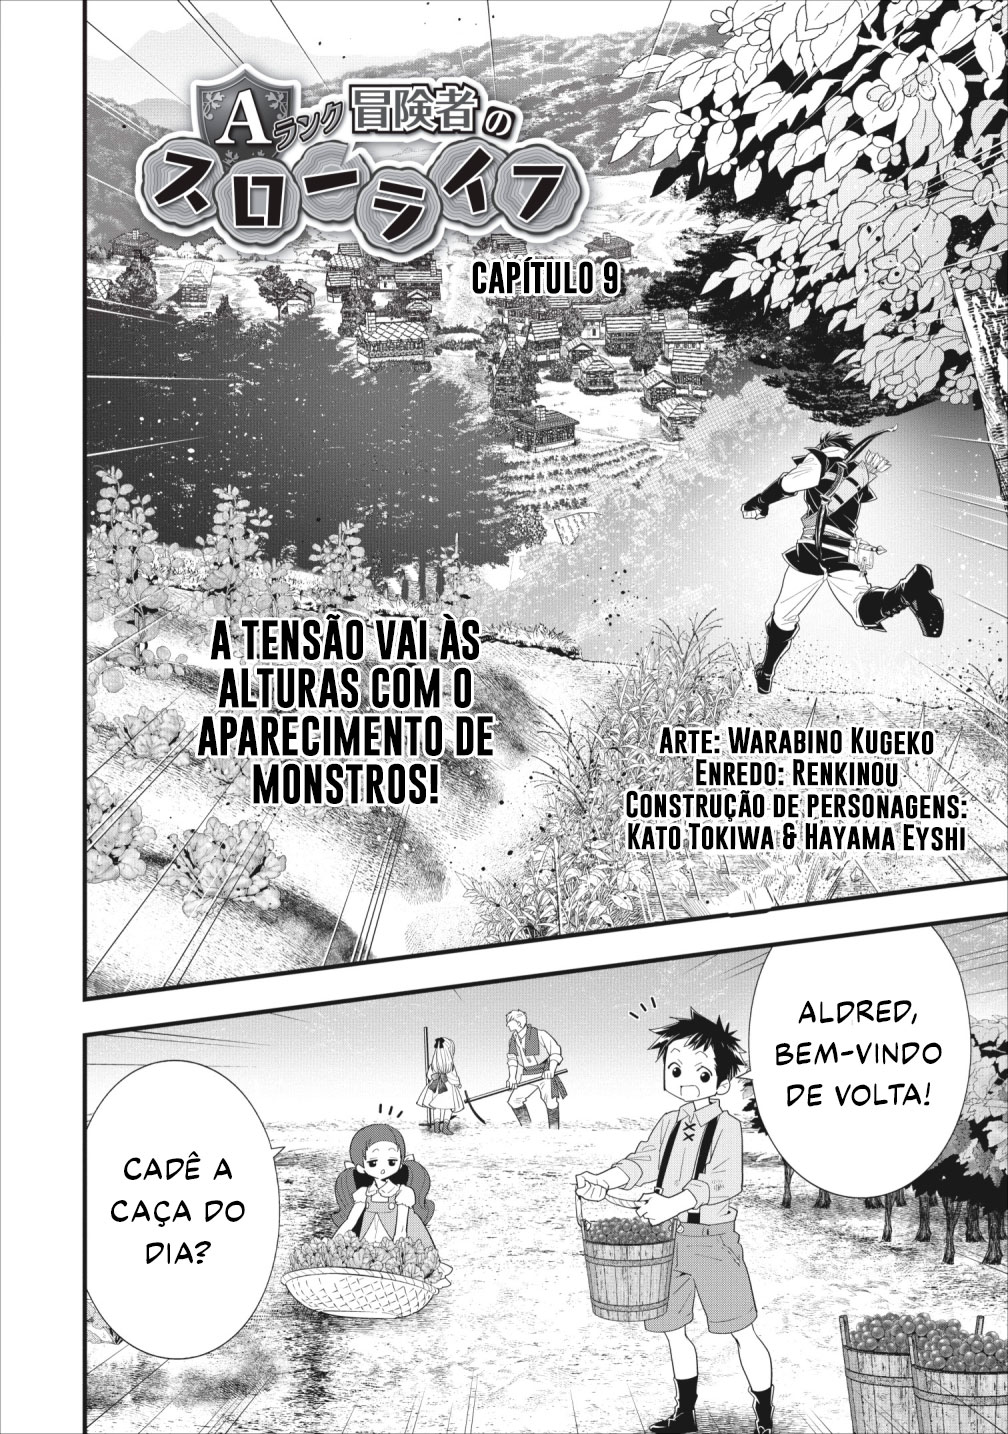 Aランク冒険者の
スローライフ
CAPÍTULO 9
A TENSÃO VAI ÀS
ALTURAS COM O
APARECIMENTO DE
MONSTROS!
ARTE: WARABINO KUGEKO
ENREDO: RENKINOU
CONSTRUÇÃO DE PERSONAGENS:
KATO TOKIWA & HAYAMA EYSHI
ALDRED,
BEM-VINDO
DE VOLTA!
CADÊ A
CAÇA DO
DIA?